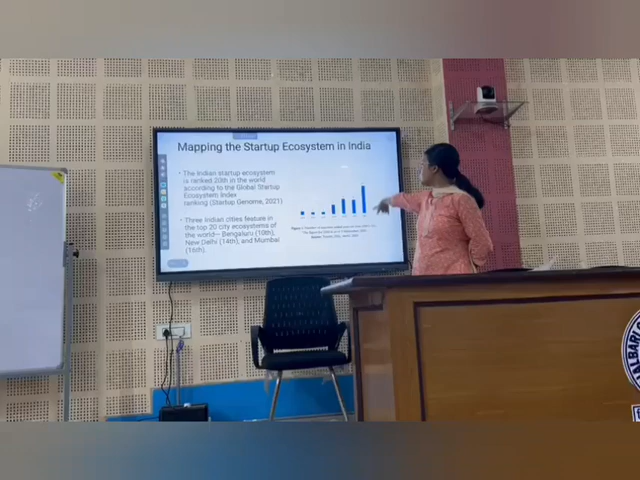 Mapping the Startup Ecosystem in India
• The Indian startup ecosystem
is ranked 20th in the world
according to the Global Startup
Ecosystem Index
ranking (Startup Genome, 2021)
• Three Indian cities feature in
the top 20 city ecosystems of
the world— Bengaluru (10th),
New Delhi (14th), and Mumbai
(16th).
ALBARI